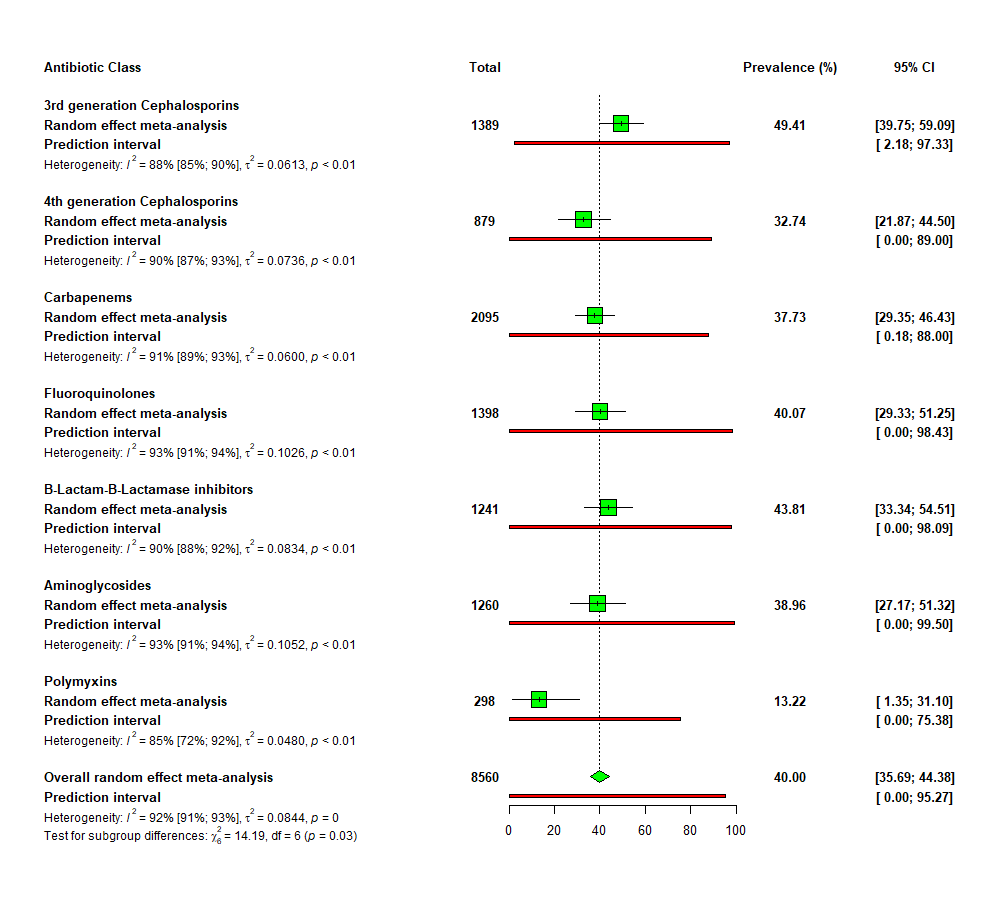 Antibiotic Class Total Prevalence (%) 95% CI
3rd generation Cephalosporins
Random effect meta-analysis 1389 49.41 [39.75; 59.09]
Prediction interval [ 2.18; 97.33]
Heterogeneity: I² = 88% [85%; 90%], τ² = 0.0613, p < 0.01
4th generation Cephalosporins
Random effect meta-analysis 879 32.74 [21.87; 44.50]
Prediction interval [ 0.00; 89.00]
Heterogeneity: I² = 90% [87%; 93%], τ² = 0.0736, p < 0.01
Carbapenems
Random effect meta-analysis 2095 37.73 [29.35; 46.43]
Prediction interval [ 0.18; 88.00]
Heterogeneity: I² = 91% [89%; 93%], τ² = 0.0600, p < 0.01
Fluoroquinolones
Random effect meta-analysis 1398 40.07 [29.33; 51.25]
Prediction interval [ 0.00; 98.43]
Heterogeneity: I² = 93% [91%; 94%], τ² = 0.1026, p < 0.01
B-Lactam-B-Lactamase inhibitors
Random effect meta-analysis 1241 43.81 [33.34; 54.51]
Prediction interval [ 0.00; 98.09]
Heterogeneity: I² = 90% [88%; 92%], τ² = 0.0834, p < 0.01
Aminoglycosides
Random effect meta-analysis 1260 38.96 [27.17; 51.32]
Prediction interval [ 0.00; 99.50]
Heterogeneity: I² = 93% [91%; 94%], τ² = 0.1052, p < 0.01
Polymyxins
Random effect meta-analysis 298 13.22 [ 1.35; 31.10]
Prediction interval [ 0.00; 75.38]
Heterogeneity: I² = 85% [72%; 92%], τ² = 0.0480, p < 0.01
Overall random effect meta-analysis 8560 40.00 [35.69; 44.38]
Prediction interval [ 0.00; 95.27]
Heterogeneity: I² = 92% [91%; 93%], τ² = 0.0844, p = 0
Test for subgroup differences: χ²₆ = 14.19, df = 6 (p = 0.03)
0 20 40 60 80 100